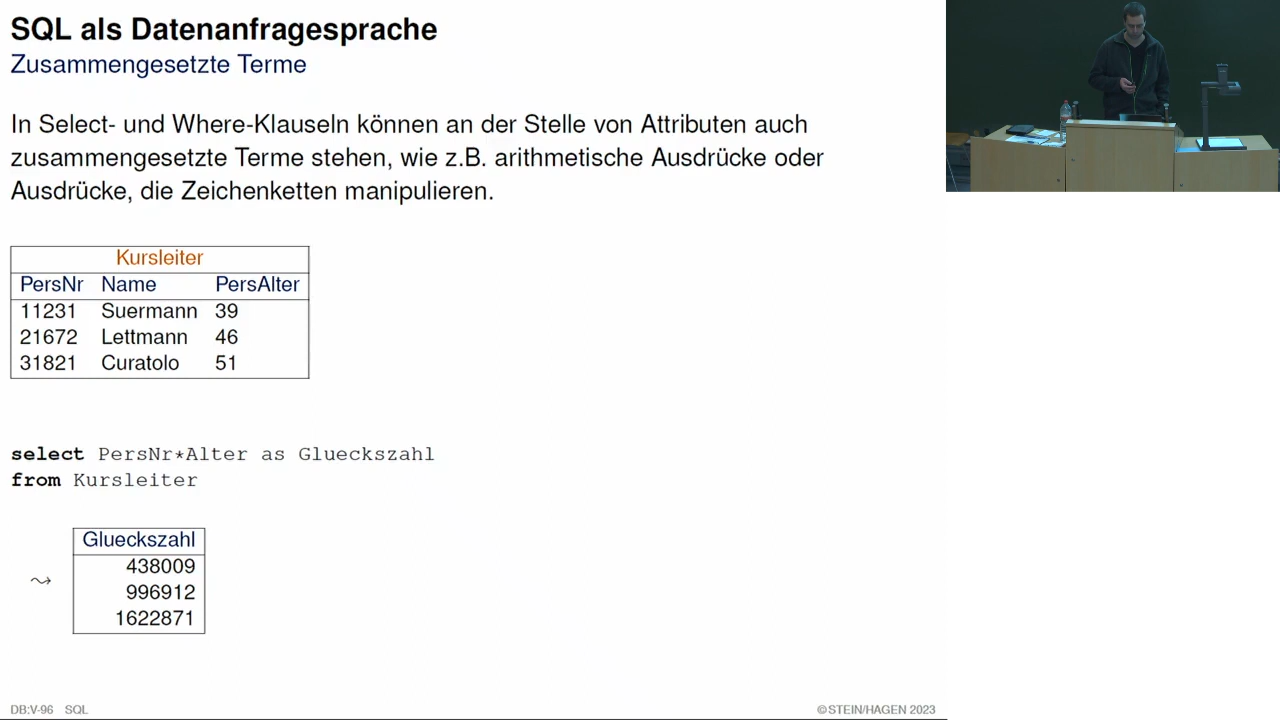 SQL als Datenanfragesprache
Zusammengesetzte Terme
In Select- und Where-Klauseln können an der Stelle von Attributen auch
zusammengesetzte Terme stehen, wie z.B. arithmetische Ausdrücke oder
Ausdrücke, die Zeichenketten manipulieren.
Kursleiter
PersNr Name PersAlter
11231 Suermann 39
21672 Lettmann 46
31821 Curatolo 51
select PersNr*Alter as Glueckszahl
from Kursleiter
Glueckszahl
438009
⤳ 996912
1622871
DB:V-96 SQL ©STEIN/HAGEN 2023